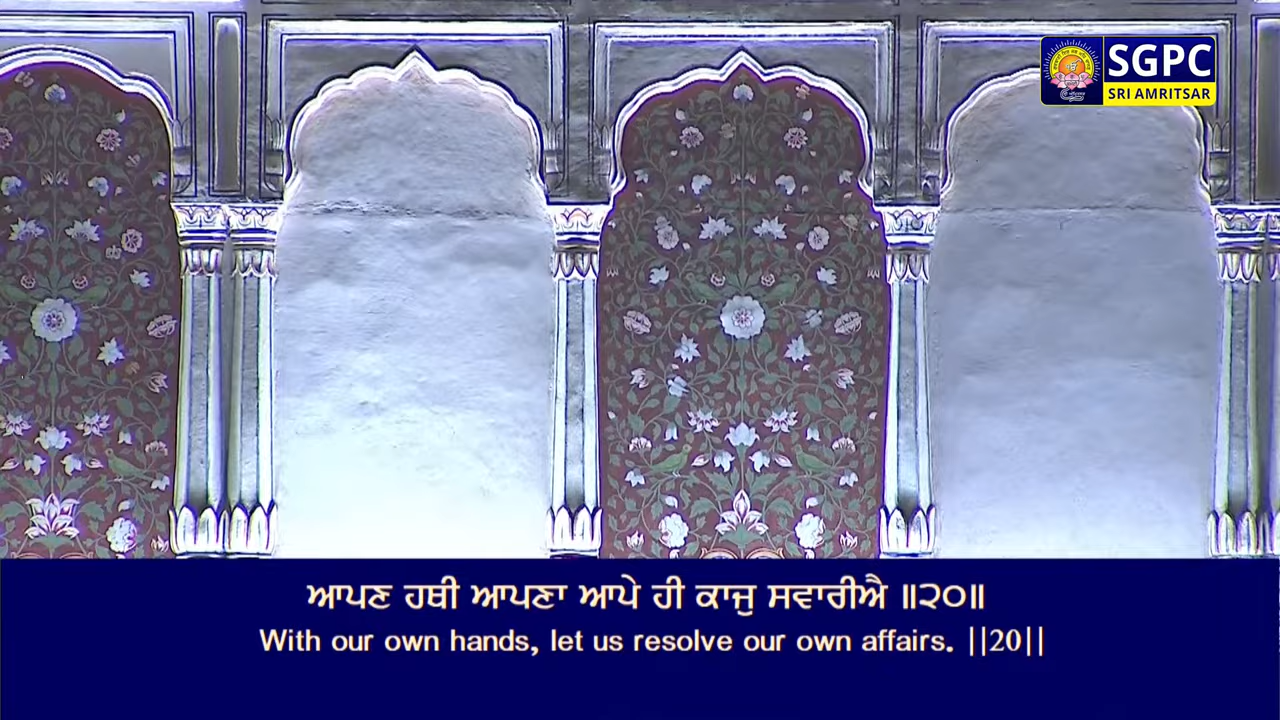 SGPC
SRI AMRITSAR
ਆਪਣ ਹਥੀ ਆਪਣਾ ਆਪੇ ਹੀ ਕਾਜੁ ਸਵਾਰੀਐ ॥੨੦॥
With our own hands, let us resolve our own affairs. ||20||